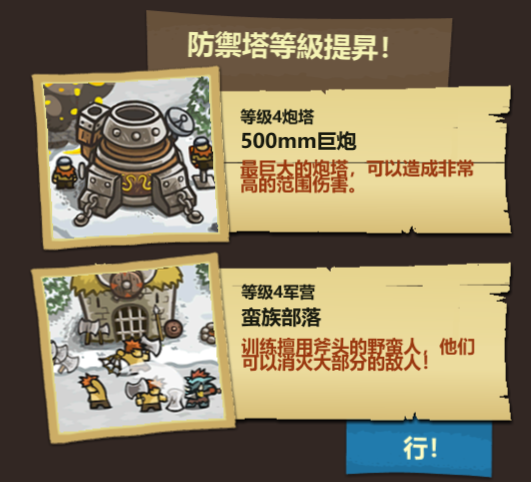 防禦塔等級提昇！
等级4炮塔
500mm巨炮
最巨大的炮塔，可以造成非常
高的范围伤害。
等级4军营
蛮族部落
训练擅用斧头的野蛮人，他们
可以消灭大部分的敌人！
行！